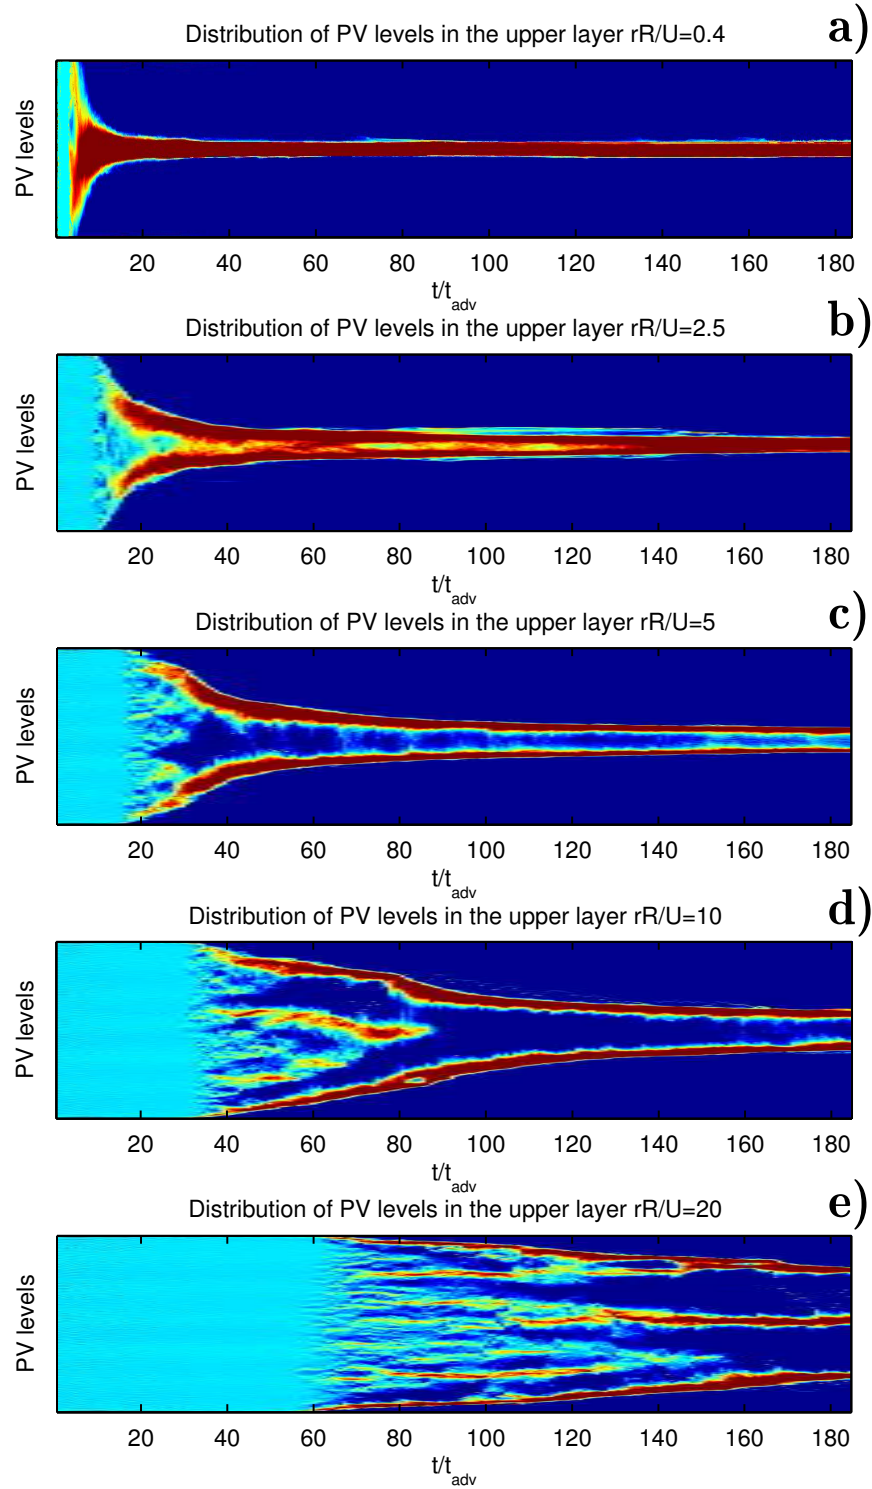 Distribution of PV levels in the upper layer rR/U=0.4
a)
PV levels
20 40 60 80 100 120 140 160 180
t/t_adv
Distribution of PV levels in the upper layer rR/U=2.5
b)
PV levels
20 40 60 80 100 120 140 160 180
t/t_adv
Distribution of PV levels in the upper layer rR/U=5
c)
PV levels
20 40 60 80 100 120 140 160 180
t/t_adv
Distribution of PV levels in the upper layer rR/U=10
d)
PV levels
20 40 60 80 100 120 140 160 180
t/t_adv
Distribution of PV levels in the upper layer rR/U=20
e)
PV levels
20 40 60 80 100 120 140 160 180
t/t_adv